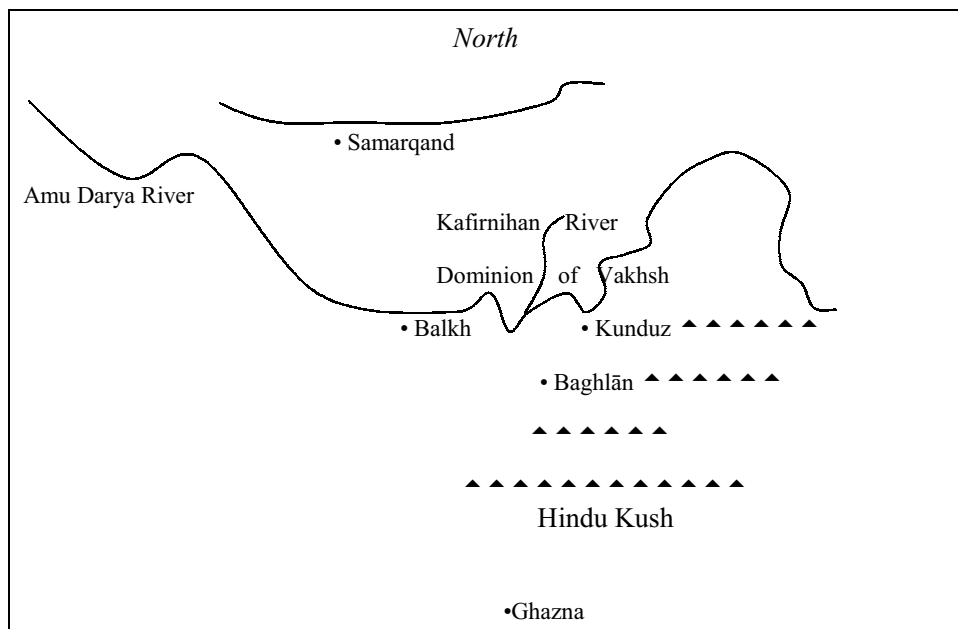 North
• Samarqand
Amu Darya River
Kafirnihan River
Dominion of Vakhsh
• Balkh
• Kunduz
• Baghlān
Hindu Kush
•Ghazna